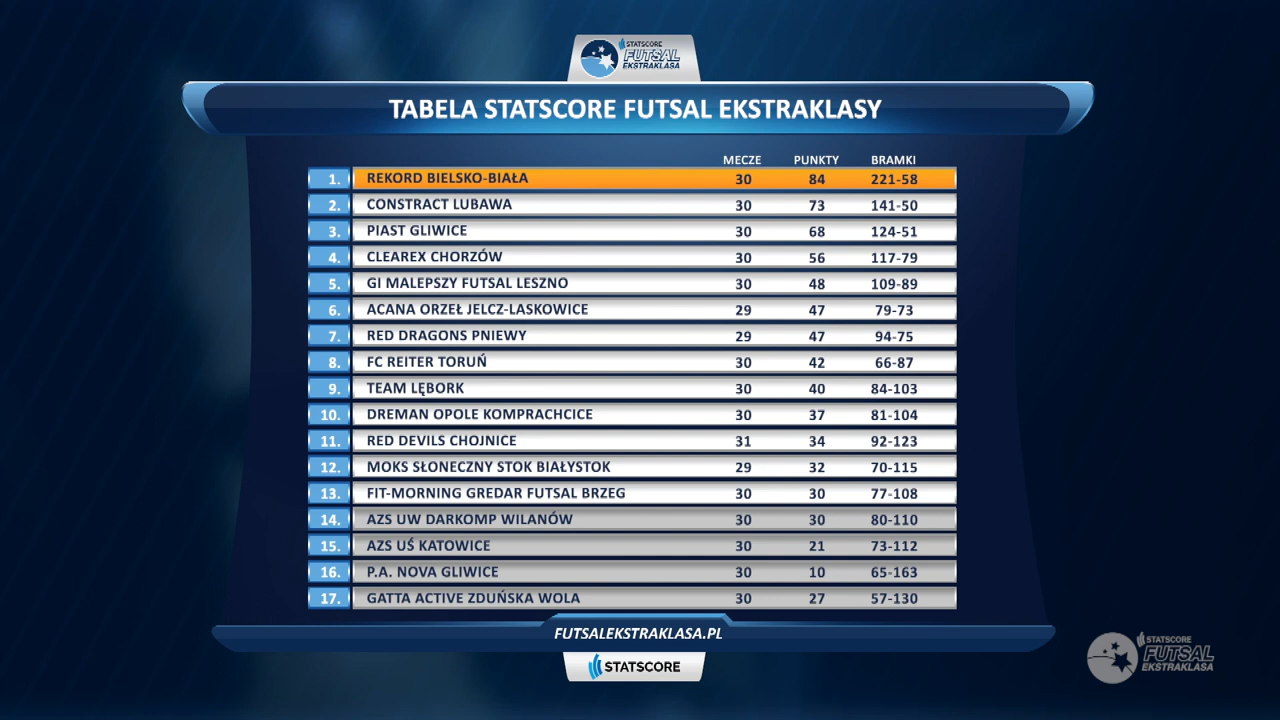 STATSCORE
FUTSAL
EKSTRAKLASA
TABELA STATSCORE FUTSAL EKSTRAKLASY
MECZE PUNKTY BRAMKI
1. REKORD BIELSKO-BIAŁA 30 84 221-58
2. CONSTRACT LUBAWA 30 73 141-50
3. PIAST GLIWICE 30 68 124-51
4. CLEAREX CHORZÓW 30 56 117-79
5. GI MALEPSZY FUTSAL LESZNO 30 48 109-89
6. ACANA ORZEŁ JELCZ-LASKOWICE 29 47 79-73
7. RED DRAGONS PNIEWY 29 47 94-75
8. FC REITER TORUŃ 30 42 66-87
9. TEAM LĘBORK 30 40 84-103
10. DREMAN OPOLE KOMPRACHCICE 30 37 81-104
11. RED DEVILS CHOJNICE 31 34 92-123
12. MOKS SŁONECZNY STOK BIAŁYSTOK 29 32 70-115
13. FIT-MORNING GREDAR FUTSAL BRZEG 30 30 77-108
14. AZS UW DARKOMP WILANÓW 30 30 80-110
15. AZS UŚ KATOWICE 30 21 73-112
16. P.A. NOVA GLIWICE 30 10 65-163
17. GATTA ACTIVE ZDUŃSKA WOLA 30 27 57-130
FUTSALEKSTRAKLASA.PL
STATSCORE
STATSCORE
FUTSAL
EKSTRAKLASA